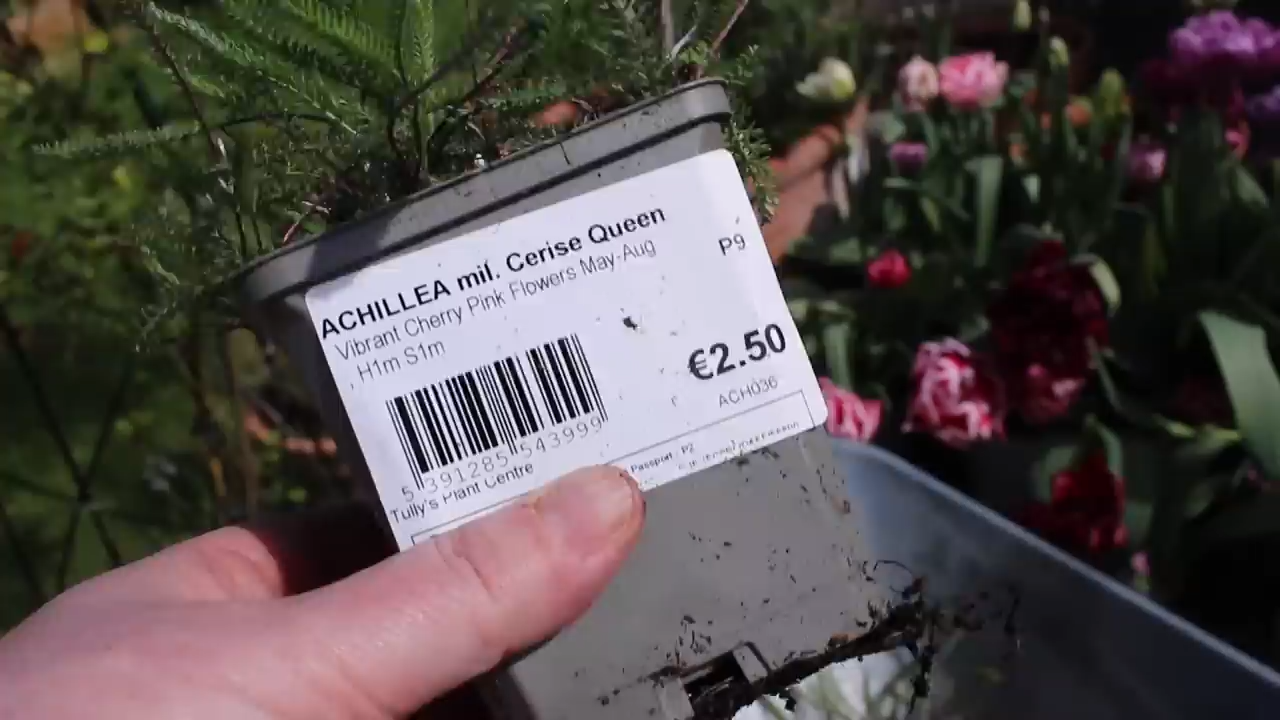 ACHILLEA mil. Cerise Queen
Vibrant Cherry Pink Flowers May-Aug
P9
, H1m S1m
€2.50
ACH036
5 391285 543999
Tully's Plant Centre
Passport: P2